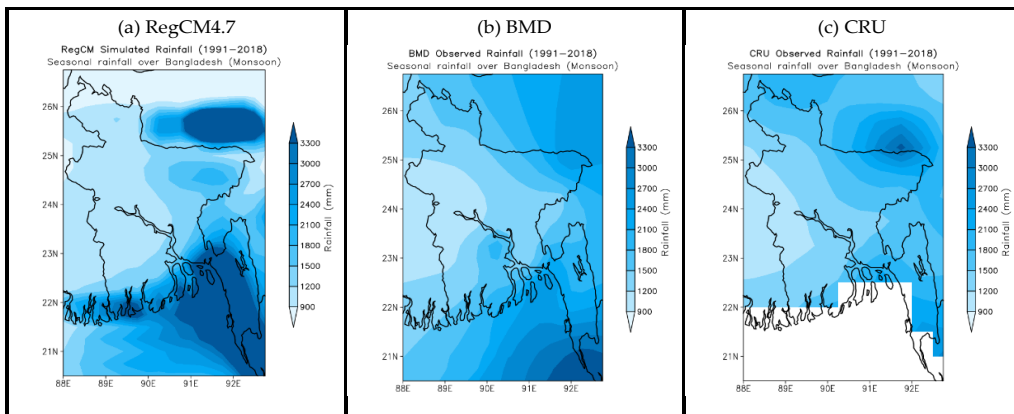 (a) RegCM4.7
RegCM Simulated Rainfall (1991−2018)
Seasonal rainfall over Bangladesh (Monsoon)
26N
25N
24N
23N
22N
21N
88E
89E
90E
91E
92E
3300
3000
2700
2400
2100
1800
1500
1200
900
Rainfall (mm)
(b) BMD
BMD Observed Rainfall (1991−2018)
Seasonal rainfall over Bangladesh (Monsoon)
26N
25N
24N
23N
22N
21N
88E
89E
90E
91E
92E
3300
3000
2700
2400
2100
1800
1500
1200
900
Rainfall (mm)
(c) CRU
CRU Observed Rainfall (1991−2018)
Seasonal rainfall over Bangladesh (Monsoon)
26N
25N
24N
23N
22N
21N
88E
89E
90E
91E
92E
3300
3000
2700
2400
2100
1800
1500
1200
900
Rainfall (mm)